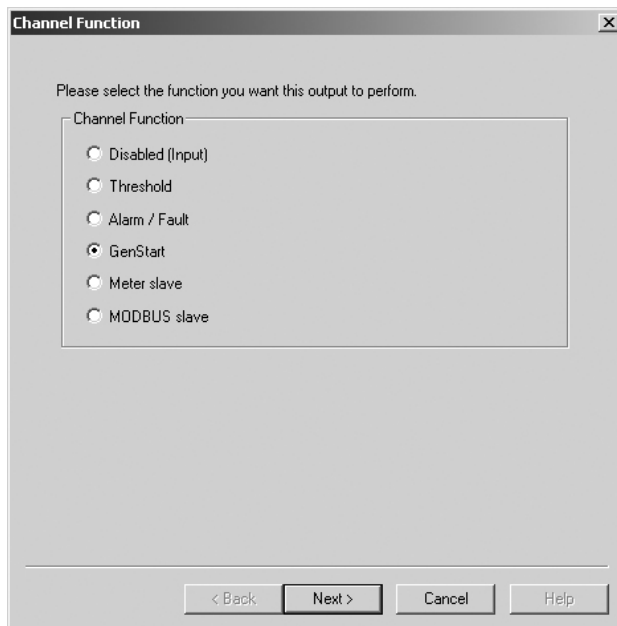 Channel Function
Please select the function you want this output to perform.
Channel Function
Disabled (Input)
Threshold
Alarm / Fault
GenStart
Meter slave
MODBUS slave
< Back Next > Cancel Help